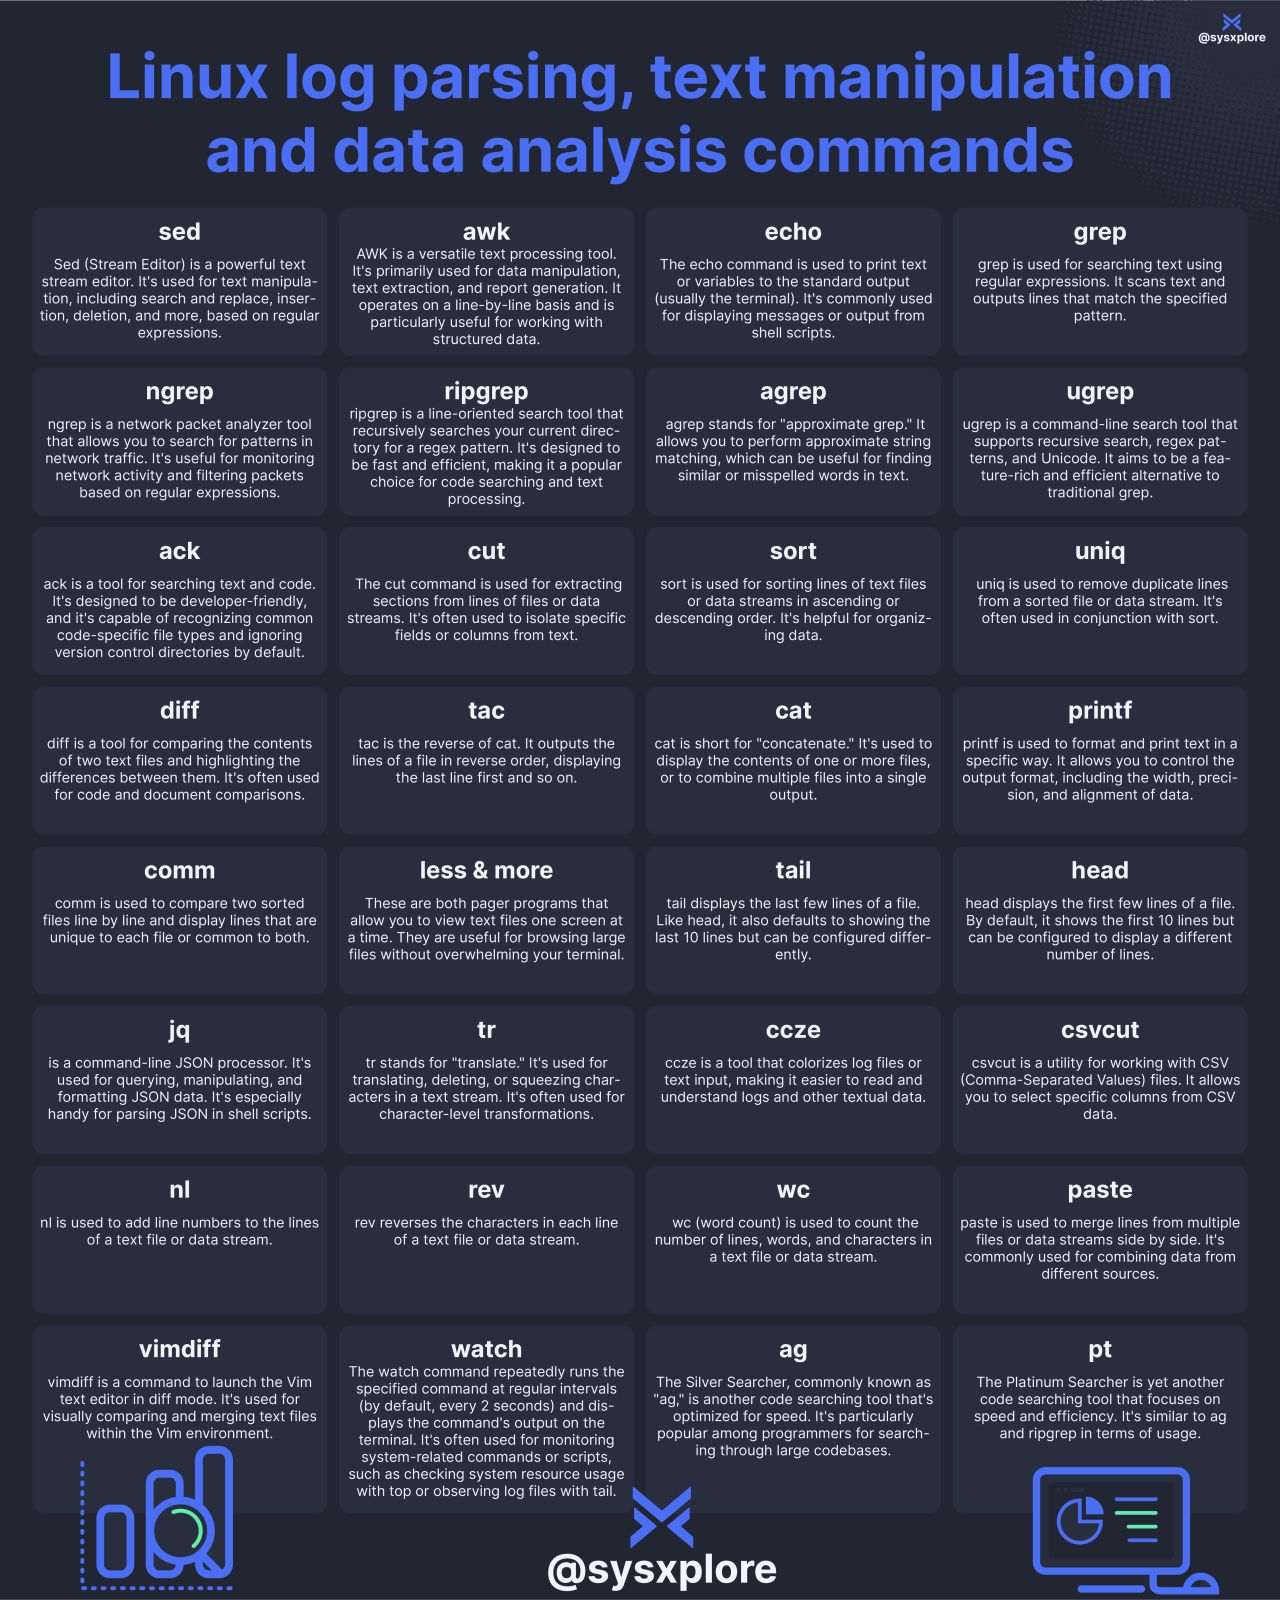 @sysxplore
Linux log parsing, text manipulation
and data analysis commands
sed
Sed (Stream Editor) is a powerful text
stream editor. It's used for text manipula-
tion, including search and replace, inser-
tion, deletion, and more, based on regular
expressions.
awk
AWK is a versatile text processing tool.
It's primarily used for data manipulation,
text extraction, and report generation. It
operates on a line-by-line basis and is
particularly useful for working with
structured data.
echo
The echo command is used to print text
or variables to the standard output
(usually the terminal). It's commonly used
for displaying messages or output from
shell scripts.
grep
grep is used for searching text using
regular expressions. It scans text and
outputs lines that match the specified
pattern.
ngrep
ngrep is a network packet analyzer tool
that allows you to search for patterns in
network traffic. It's useful for monitoring
network activity and filtering packets
based on regular expressions.
ripgrep
ripgrep is a line-oriented search tool that
recursively searches your current direc-
tory for a regex pattern. It's designed to
be fast and efficient, making it a popular
choice for code searching and text
processing.
agrep
agrep stands for "approximate grep." It
allows you to perform approximate string
matching, which can be useful for finding
similar or misspelled words in text.
ugrep
ugrep is a command-line search tool that
supports recursive search, regex pat-
terns, and Unicode. It aims to be a fea-
ture-rich and efficient alternative to
traditional grep.
ack
ack is a tool for searching text and code.
It's designed to be developer-friendly,
and it's capable of recognizing common
code-specific file types and ignoring
version control directories by default.
cut
The cut command is used for extracting
sections from lines of files or data
streams. It's often used to isolate specific
fields or columns from text.
sort
sort is used for sorting lines of text files
or data streams in ascending or
descending order. It's helpful for organiz-
ing data.
uniq
uniq is used to remove duplicate lines
from a sorted file or data stream. It's
often used in conjunction with sort.
diff
diff is a tool for comparing the contents
of two text files and highlighting the
differences between them. It's often used
for code and document comparisons.
tac
tac is the reverse of cat. It outputs the
lines of a file in reverse order, displaying
the last line first and so on.
cat
cat is short for "concatenate." It's used to
display the contents of one or more files,
or to combine multiple files into a single
output.
printf
printf is used to format and print text in a
specific way. It allows you to control the
output format, including the width, preci-
sion, and alignment of data.
comm
comm is used to compare two sorted
files line by line and display lines that are
unique to each file or common to both.
less & more
These are both pager programs that
allow you to view text files one screen at
a time. They are useful for browsing large
files without overwhelming your terminal.
tail
tail displays the last few lines of a file.
Like head, it also defaults to showing the
last 10 lines but can be configured differ-
ently.
head
head displays the first few lines of a file.
By default, it shows the first 10 lines but
can be configured to display a different
number of lines.
jq
is a command-line JSON processor. It's
used for querying, manipulating, and
formatting JSON data. It's especially
handy for parsing JSON in shell scripts.
tr
tr stands for "translate." It's used for
translating, deleting, or squeezing char-
acters in a text stream. It's often used for
character-level transformations.
ccze
ccze is a tool that colorizes log files or
text input, making it easier to read and
understand logs and other textual data.
csvcut
csvcut is a utility for working with CSV
(Comma-Separated Values) files. It allows
you to select specific columns from CSV
data.
nl
nl is used to add line numbers to the lines
of a text file or data stream.
rev
rev reverses the characters in each line
of a text file or data stream.
wc
wc (word count) is used to count the
number of lines, words, and characters in
a text file or data stream.
paste
paste is used to merge lines from multiple
files or data streams side by side. It's
commonly used for combining data from
different sources.
vimdiff
vimdiff is a command to launch the Vim
text editor in diff mode. It's used for
visually comparing and merging text files
within the Vim environment.
watch
The watch command repeatedly runs the
specified command at regular intervals
(by default, every 2 seconds) and dis-
plays the command's output on the
terminal. It's often used for monitoring
system-related commands or scripts,
such as checking system resource usage
with top or observing log files with tail.
ag
The Silver Searcher, commonly known as
"ag," is another code searching tool that's
optimized for speed. It's particularly
popular among programmers for search-
ing through large codebases.
pt
The Platinum Searcher is yet another
code searching tool that focuses on
speed and efficiency. It's similar to ag
and ripgrep in terms of usage.
@sysxplore